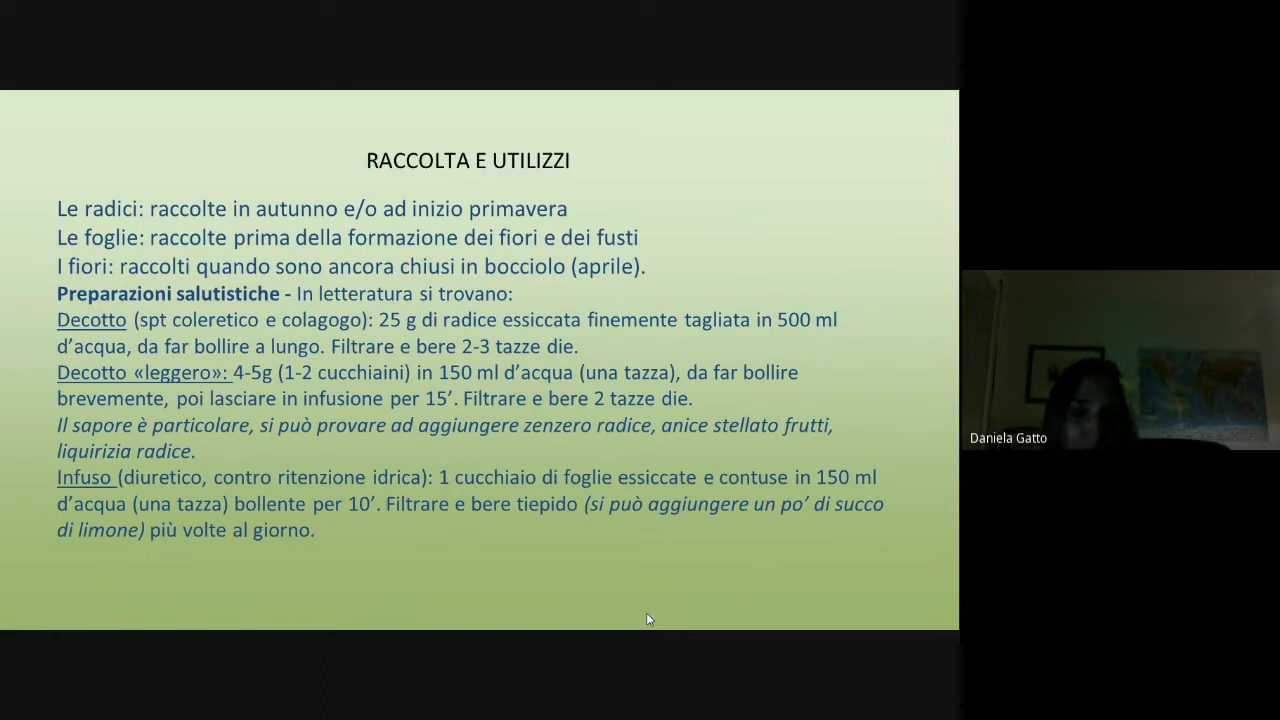 RACCOLTA E UTILIZZI
Le radici: raccolte in autunno e/o ad inizio primavera
Le foglie: raccolte prima della formazione dei fiori e dei fusti
I fiori: raccolti quando sono ancora chiusi in bocciolo (aprile).
Preparazioni salutistiche - In letteratura si trovano:
Decotto (spt coleretico e colagogo): 25 g di radice essiccata finemente tagliata in 500 ml
d’acqua, da far bollire a lungo. Filtrare e bere 2-3 tazze die.
Decotto «leggero»: 4-5g (1-2 cucchiaini) in 150 ml d’acqua (una tazza), da far bollire
brevemente, poi lasciare in infusione per 15’. Filtrare e bere 2 tazze die.
Il sapore è particolare, si può provare ad aggiungere zenzero radice, anice stellato frutti,
liquirizia radice.
Infuso (diuretico, contro ritenzione idrica): 1 cucchiaio di foglie essiccate e contuse in 150 ml
d’acqua (una tazza) bollente per 10’. Filtrare e bere tiepido (si può aggiungere un po’ di succo
di limone) più volte al giorno.
Daniela Gatto